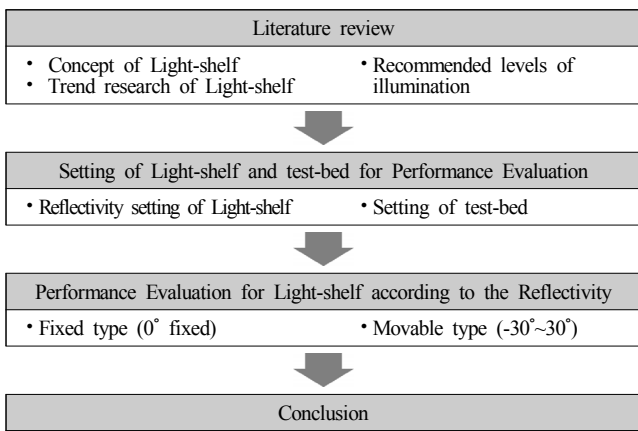 Literature review
• Concept of Light-shelf
• Trend research of Light-shelf
• Recommended levels of
illumination
Setting of Light-shelf and test-bed for Performance Evaluation
• Reflectivity setting of Light-shelf
• Setting of test-bed
Performance Evaluation for Light-shelf according to the Reflectivity
• Fixed type (0° fixed)
• Movable type (-30°~30°)
Conclusion